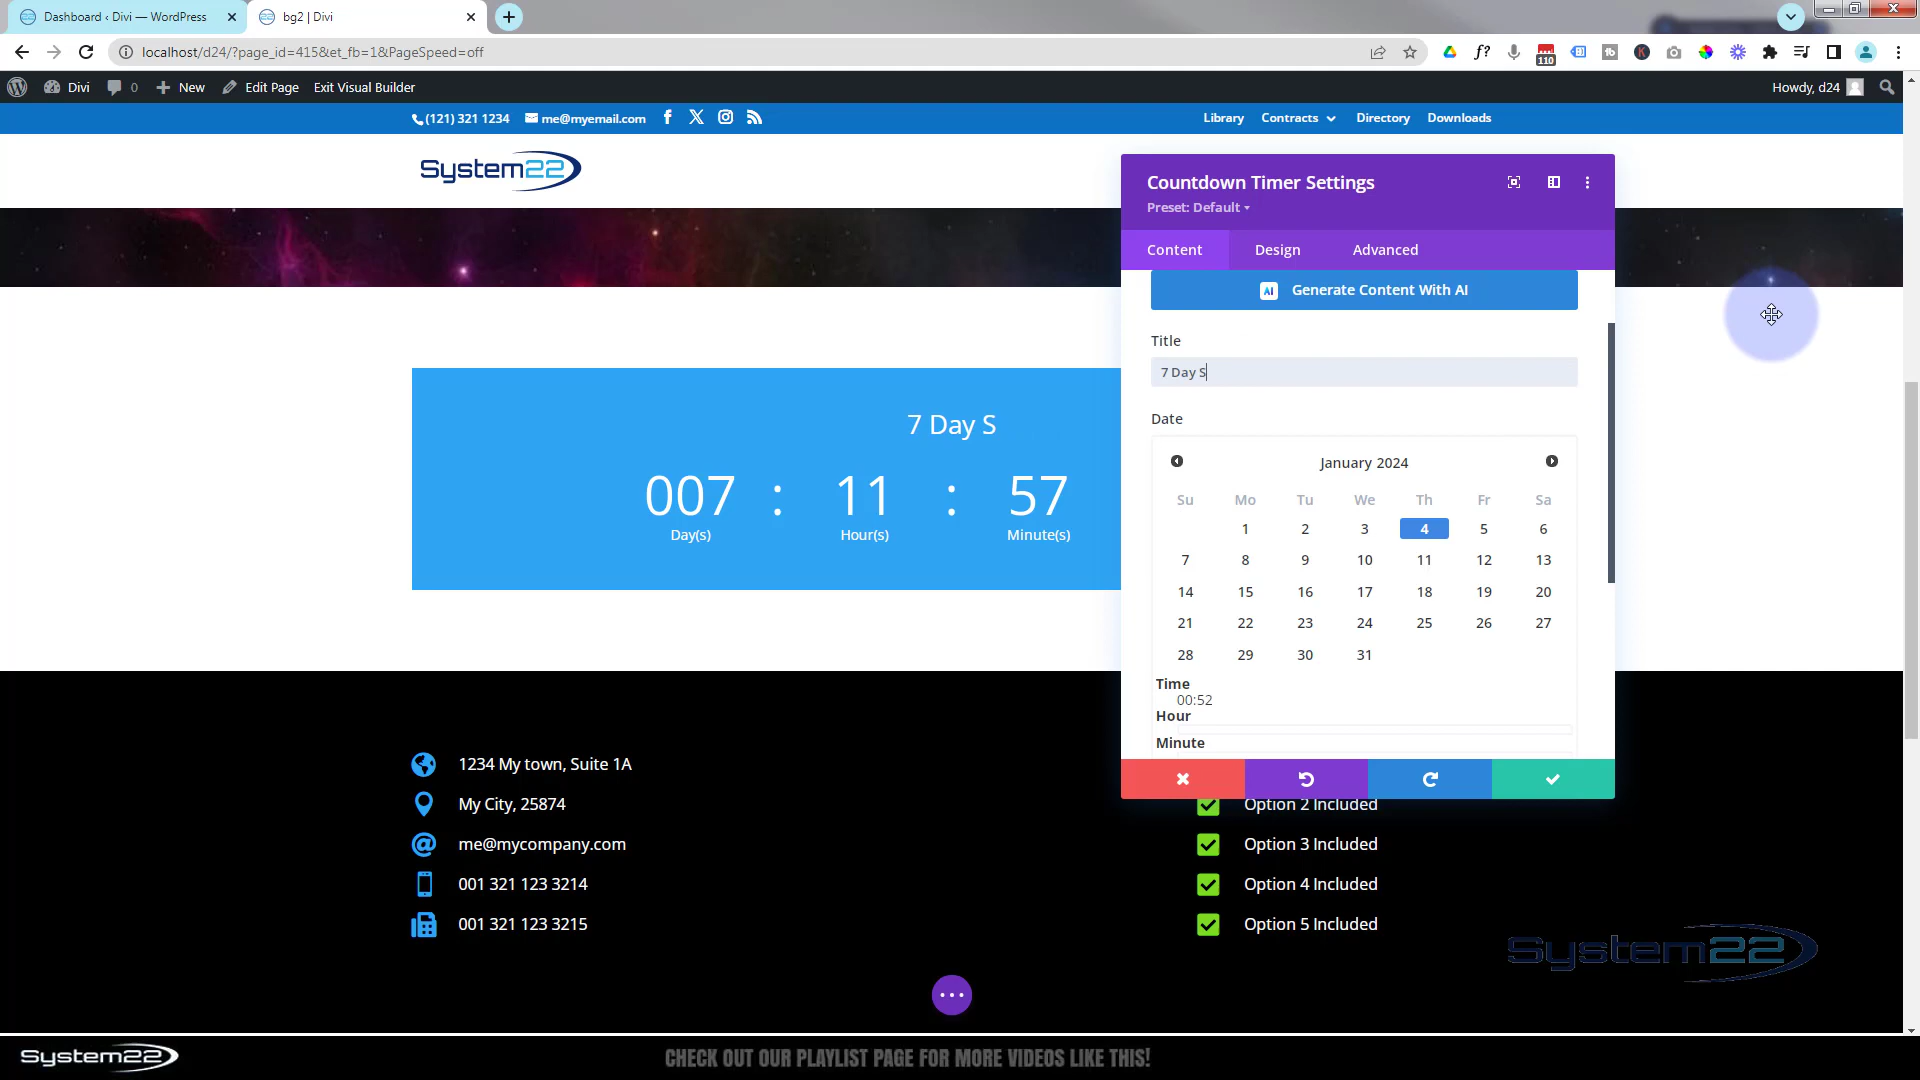 Dashboard ‹ Divi — WordPress
bg2 | Divi
localhost/d24/?page_id=415&et_fb=1&PageSpeed=off
f?
110
Divi
0
New
Edit Page
Exit Visual Builder
Howdy, d24
(121) 321 1234
me@myemail.com
Library
Contracts
Directory
Downloads
System22
Countdown Timer Settings
Preset: Default
Content
Design
Advanced
AI
Generate Content With AI
Title
7 Day S
Date
January 2024
Su Mo Tu We Th Fr Sa
1 2 3 4 5 6
7 8 9 10 11 12 13
14 15 16 17 18 19 20
21 22 23 24 25 26 27
28 29 30 31
Time
00:52
Hour
Minute
7 Day S
007 : 11 : 57
Day(s) Hour(s) Minute(s)
1234 My town, Suite 1A
My City, 25874
me@mycompany.com
001 321 123 3214
001 321 123 3215
Option 2 Included
Option 3 Included
Option 4 Included
Option 5 Included
System22
System22
CHECK OUT OUR PLAYLIST PAGE FOR MORE VIDEOS LIKE THIS!